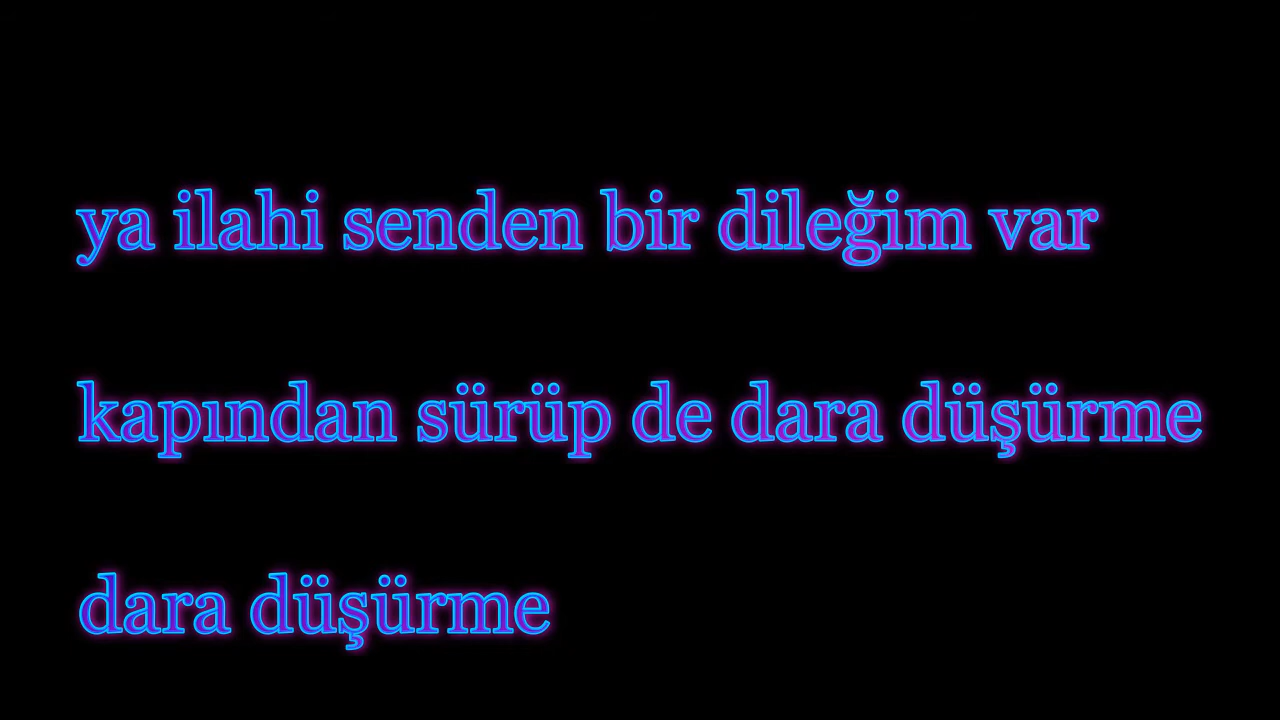 ya ilahi senden bir dileğim var
kapından sürüp de dara düşürme
dara düşürme